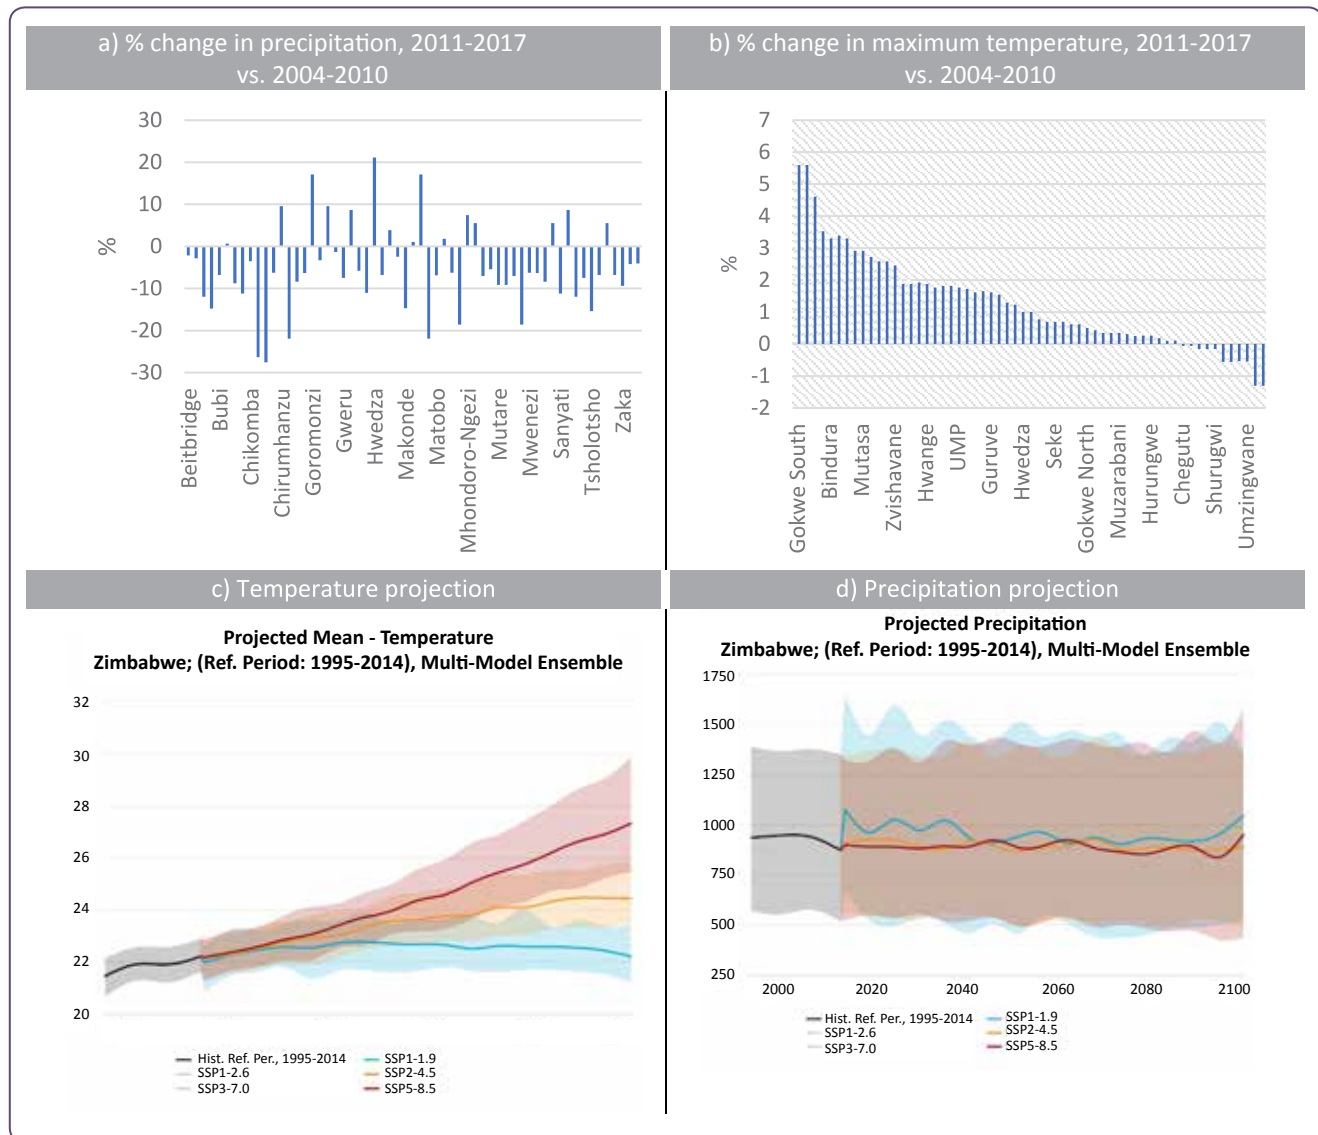 a) % change in precipitation, 2011-2017
vs. 2004-2010
30
20
10
0
-10
-20
-30
%
Beitbridge
Bubi
Chikomba
Chirumhanzu
Goromonzii
Gweru
Hwedza
Makonde
Matobo
Mhondoro-Ngezi
Mutare
Mwenezi
Sanyati
Tsholotsho
Zaka
b) % change in maximum temperature, 2011-2017
vs. 2004-2010
7
6
5
4
3
2
1
0
-1
-2
%
Gokwe South
Bindura
Mutasa
Zvishavane
Hwange
UMP
Guruve
Hwedza
Seke
Gokwe North
Muzarabani
Hurungwe
Chegutu
Shurugwi
Umzingwane
c) Temperature projection
Projected Mean - Temperature
Zimbabwe; (Ref. Period: 1995-2014), Multi-Model Ensemble
32
30
28
26
24
22
20
Hist. Ref. Per., 1995-2014
SSP1-2.6
SSP3-7.0
SSP1-1.9
SSP2-4.5
SSP5-8.5
d) Precipitation projection
Projected Precipitation
Zimbabwe; (Ref. Period: 1995-2014), Multi-Model Ensemble
1750
1500
1250
1000
750
500
250
2000 2020 2040 2060 2080 2100
Hist. Ref. Per., 1995-2014
SSP1-2.6
SSP3-7.0
SSP1-1.9
SSP2-4.5
SSP5-8.5